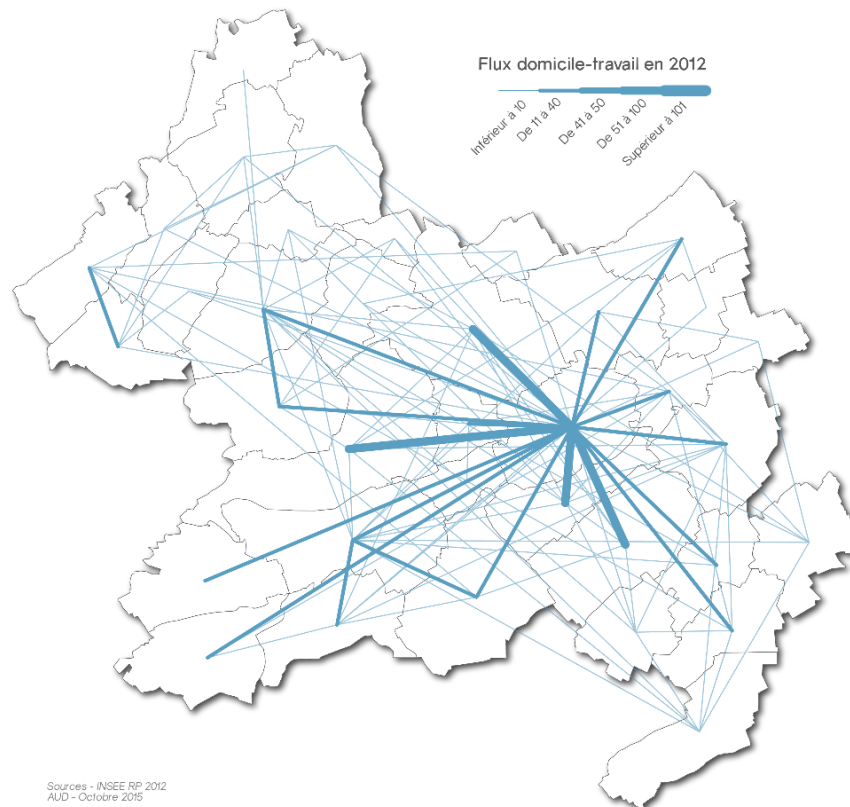 Flux domicile-travail en 2012
Inférieur à 10
De 11 à 40
De 41 à 50
De 51 à 100
Supérieur à 101
Sources - INSEE RP 2012
AUD - Octobre 2015